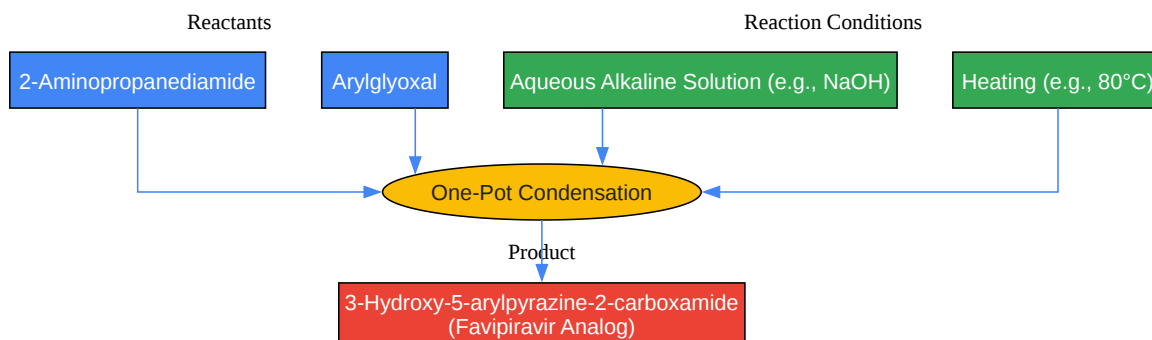 Reactants
Reaction Conditions
2-Aminopropanediamide
Arylglyoxal
Aqueous Alkaline Solution (e.g., NaOH)
Heating (e.g., 80°C)
One-Pot Condensation
Product
3-Hydroxy-5-arylpyrazine-2-carboxamide
(Favipiravir Analog)